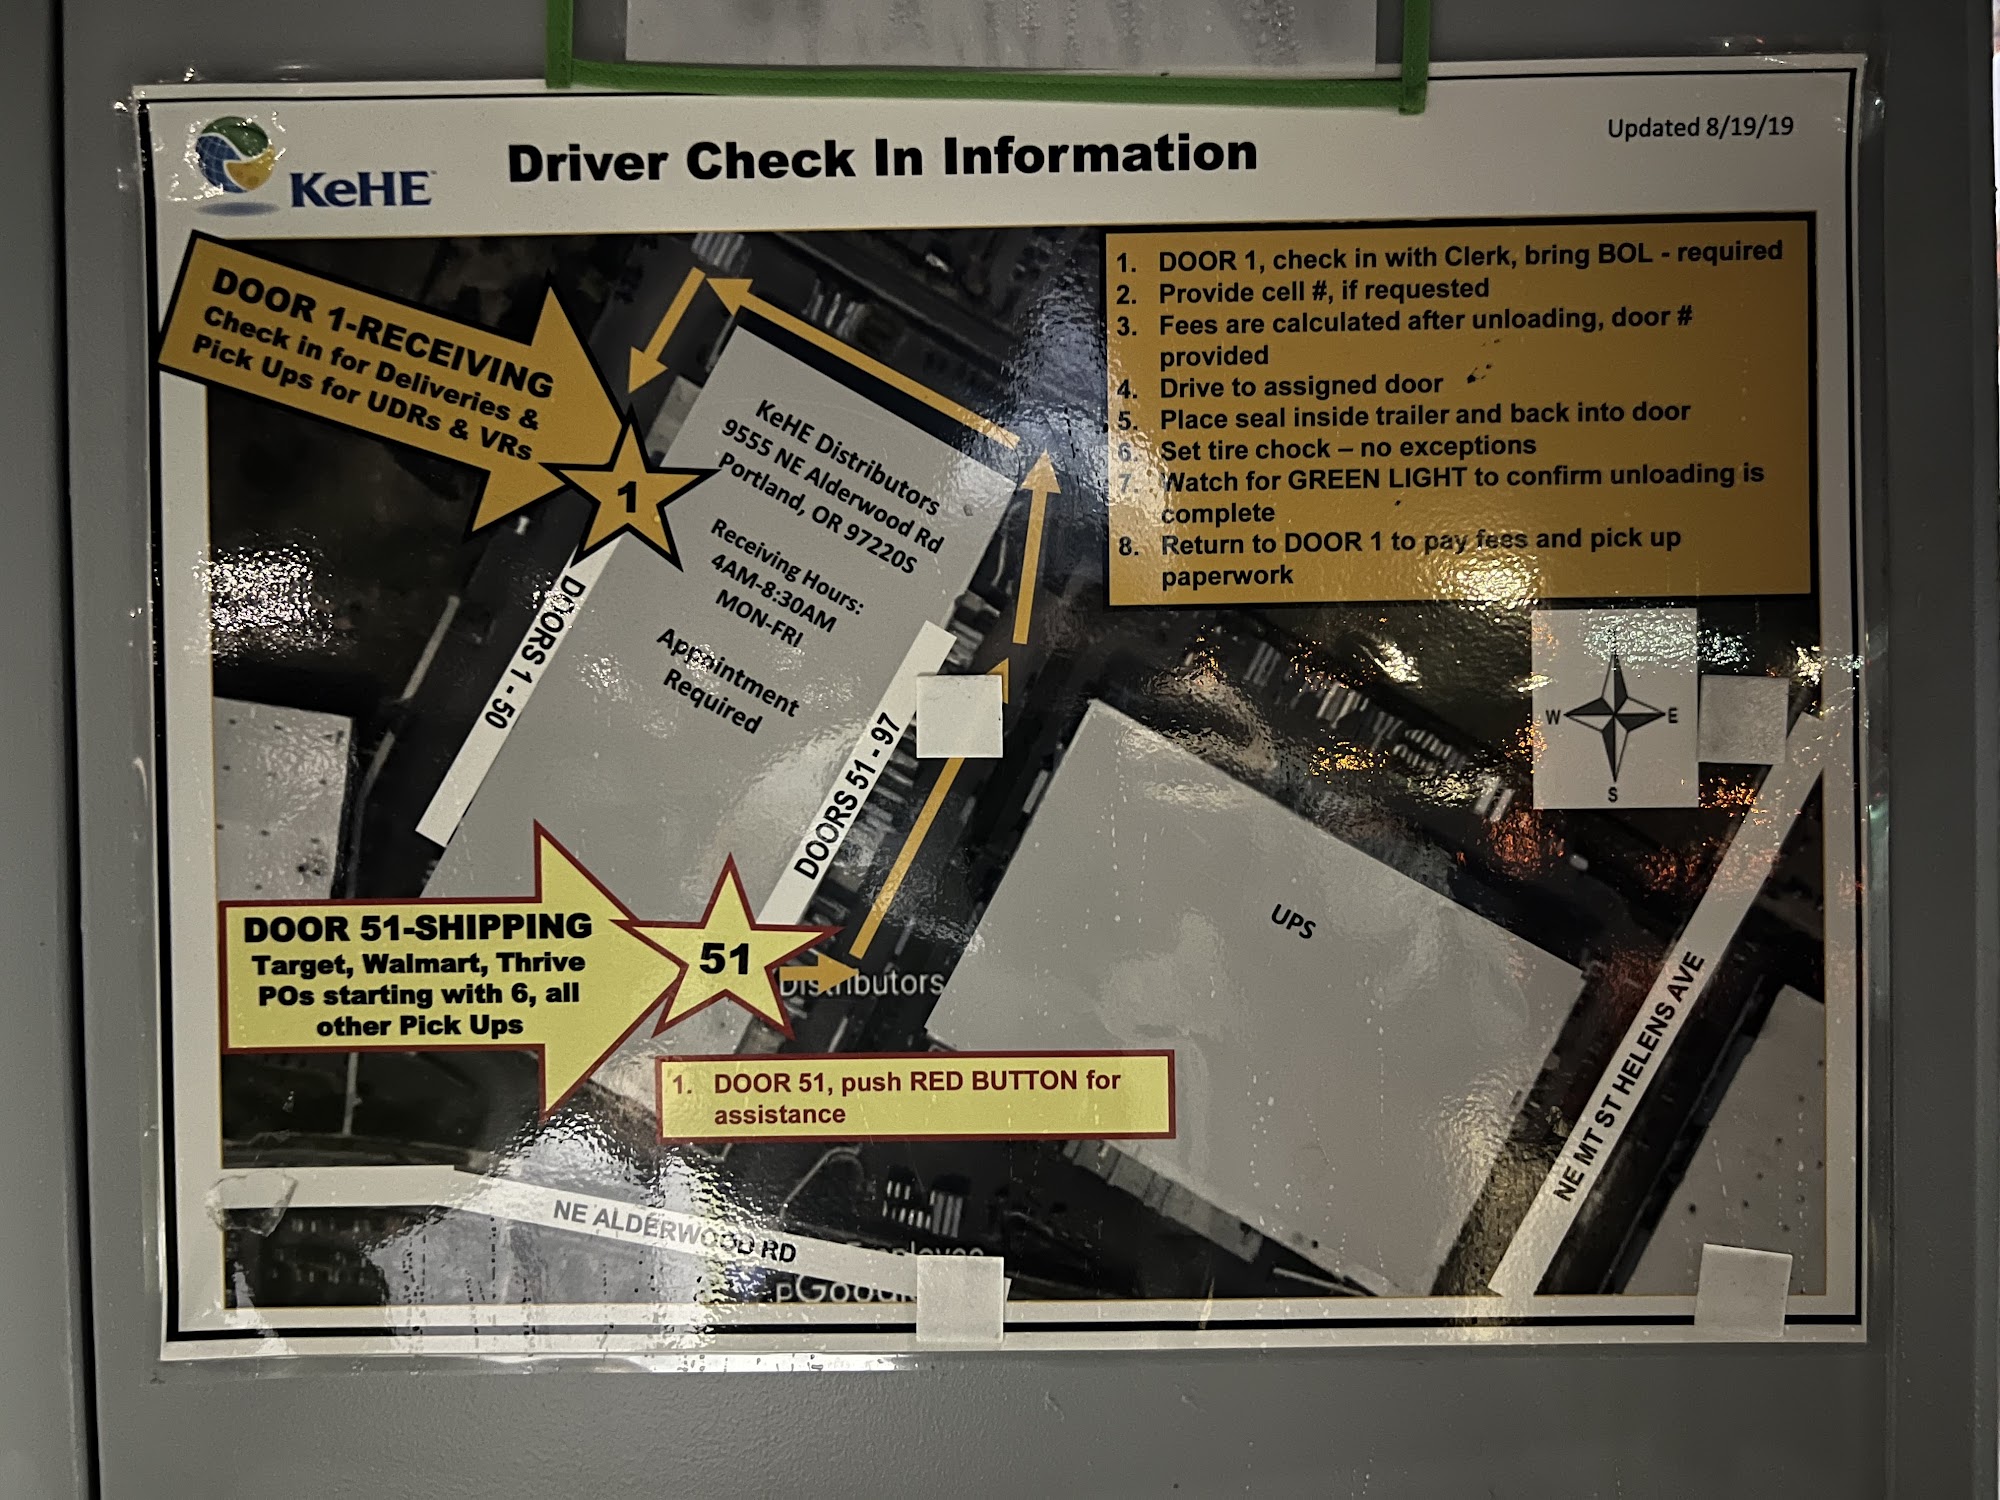 KeHE
Driver Check In Information
Updated 8/19/19
DOOR 1-RECEIVING
Check in for Deliveries &
Pick Ups for UDRs & VRs
1
KeHE Distributors
9555 NE Alderwood Rd
Portland, OR 97220S
Receiving Hours:
4AM-8:30AM
MON-FRI
Appointment
Required
DOORS 1 - 50
DOORS 51 - 97
1. DOOR 1, check in with Clerk, bring BOL - required
2. Provide cell #, if requested
3. Fees are calculated after unloading, door #
provided
4. Drive to assigned door
5. Place seal inside trailer and back into door
6. Set tire chock – no exceptions
7. Watch for GREEN LIGHT to confirm unloading is
complete
8. Return to DOOR 1 to pay fees and pick up
paperwork
W
E
S
DOOR 51-SHIPPING
Target, Walmart, Thrive
POs starting with 6, all
other Pick Ups
51
Distributors
UPS
1. DOOR 51, push RED BUTTON for
assistance
NE MT ST HELENS AVE
NE ALDERWOOD RD